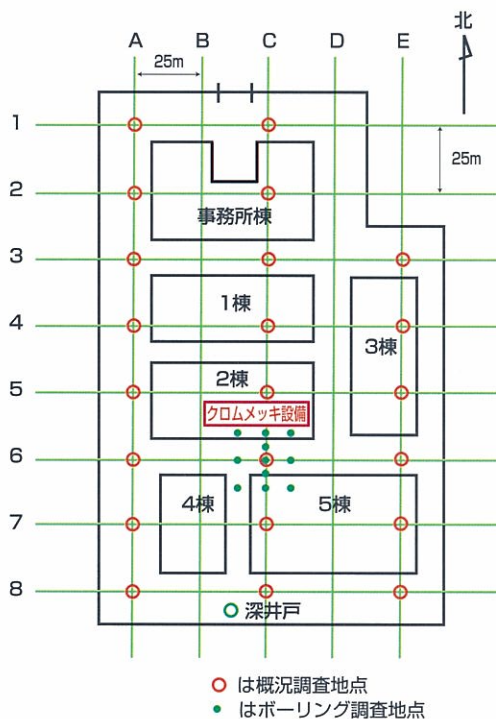 北
A B C D E
25m
1
25m
2
事務所棟
3
1棟
4
3棟
5
2棟
クロムメッキ設備
6
4棟
5棟
7
8
深井戸
は概況調査地点
はボーリング調査地点